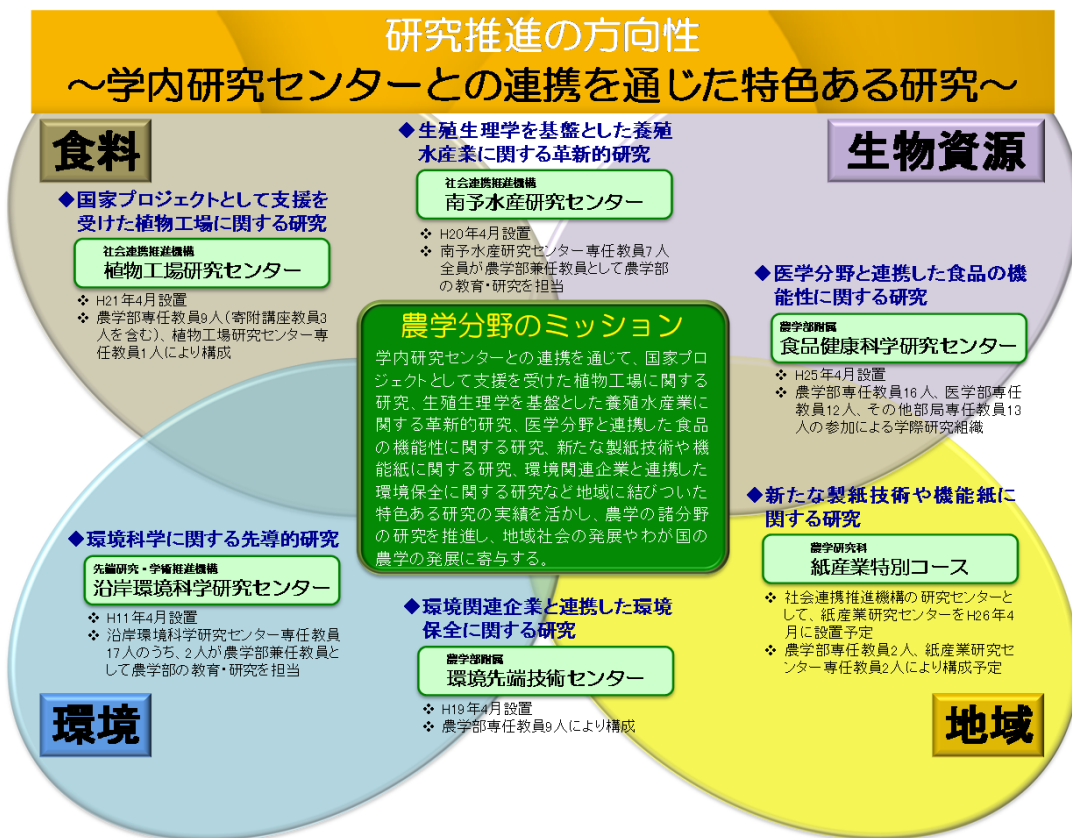 研究推進の方向性
～学内研究センターとの連携を通じた特色ある研究～
食料
◆国家プロジェクトとして支援を
受けた植物工場に関する研究
社会連携推進機構
植物工場研究センター
❖ H21年4月設置
❖ 農学部専任教員9人（寄附講座教員3
人を含む）、植物工場研究センター専
任教員1人により構成
◆生殖生理学を基盤とした養殖
水産業に関する革新的研究
社会連携推進機構
南予水産研究センター
❖ H20年4月設置
❖ 南予水産研究センター専任教員7人
全員が農学部兼任教員として農学部
の教育・研究を担当
生物資源
◆医学分野と連携した食品の機
能性に関する研究
農学部附属
食品健康科学研究センター
❖ H25年4月設置
❖ 農学部専任教員16人、医学部専任
教員12人、その他部局専任教員13
人の参加による学際研究組織
農学分野のミッション
学内研究センターとの連携を通じて、国家プロ
ジェクトとして支援を受けた植物工場に関する
研究、生殖生理学を基盤とした養殖水産業に
関する革新的研究、医学分野と連携した食品
の機能性に関する研究、新たな製紙技術や機
能紙に関する研究、環境関連企業と連携した
環境保全に関する研究など地域に結びついた
特色ある研究の実績を活かし、農学の諸分野
の研究を推進し、地域社会の発展やわが国の
農学の発展に寄与する。
◆環境科学に関する先導的研究
先端研究・学術推進機構
沿岸環境科学研究センター
❖ H11年4月設置
❖ 沿岸環境科学研究センター専任教員
17人のうち、2人が農学部兼任教員と
して農学部の教育・研究を担当
環境
◆環境関連企業と連携した環境
保全に関する研究
農学部附属
環境先端技術センター
❖ H19年4月設置
❖ 農学部専任教員9人により構成
◆新たな製紙技術や機能紙に
関する研究
農学研究科
紙産業特別コース
❖ 社会連携推進機構の研究センターと
して、紙産業研究センターをH26年4
月に設置予定
❖ 農学部専任教員2人、紙産業研究セ
ンター専任教員2人により構成予定
地域